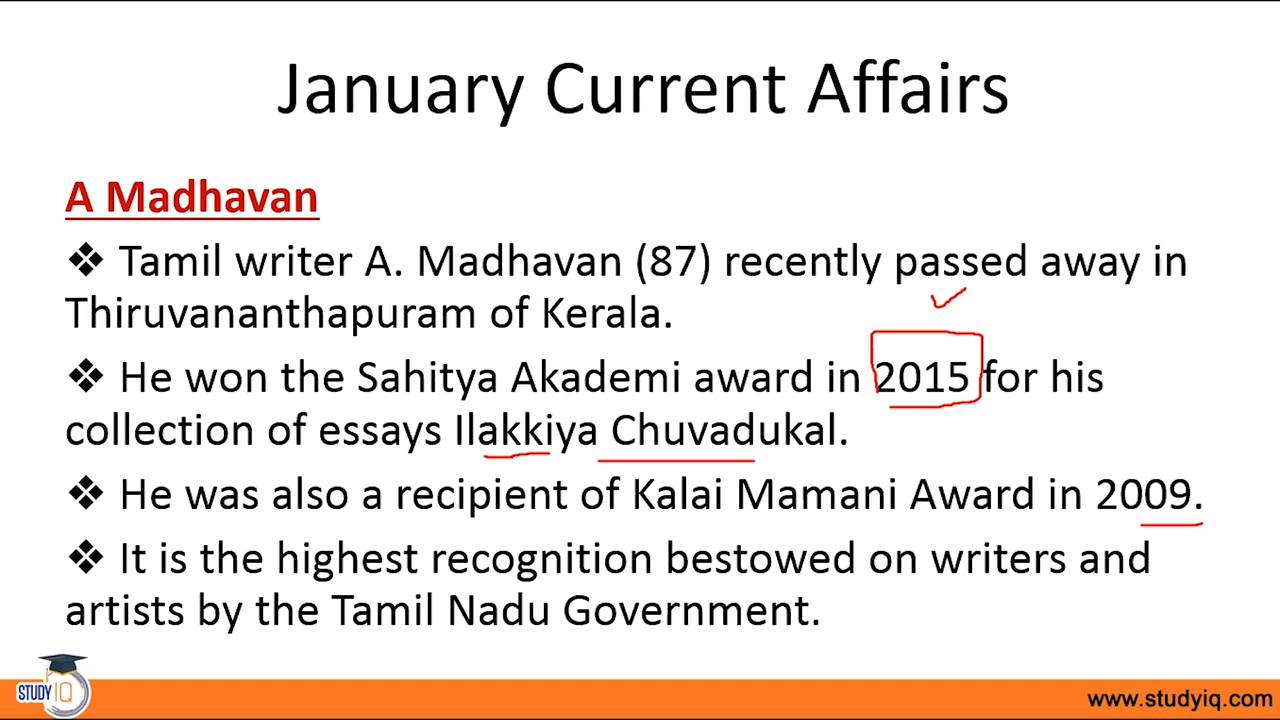 January Current Affairs
A Madhavan
❖ Tamil writer A. Madhavan (87) recently passed away in
Thiruvananthapuram of Kerala.
❖ He won the Sahitya Akademi award in 2015 for his
collection of essays Ilakkiya Chuvadukal.
❖ He was also a recipient of Kalai Mamani Award in 2009.
❖ It is the highest recognition bestowed on writers and
artists by the Tamil Nadu Government.
STUDY IQ
www.studyiq.com